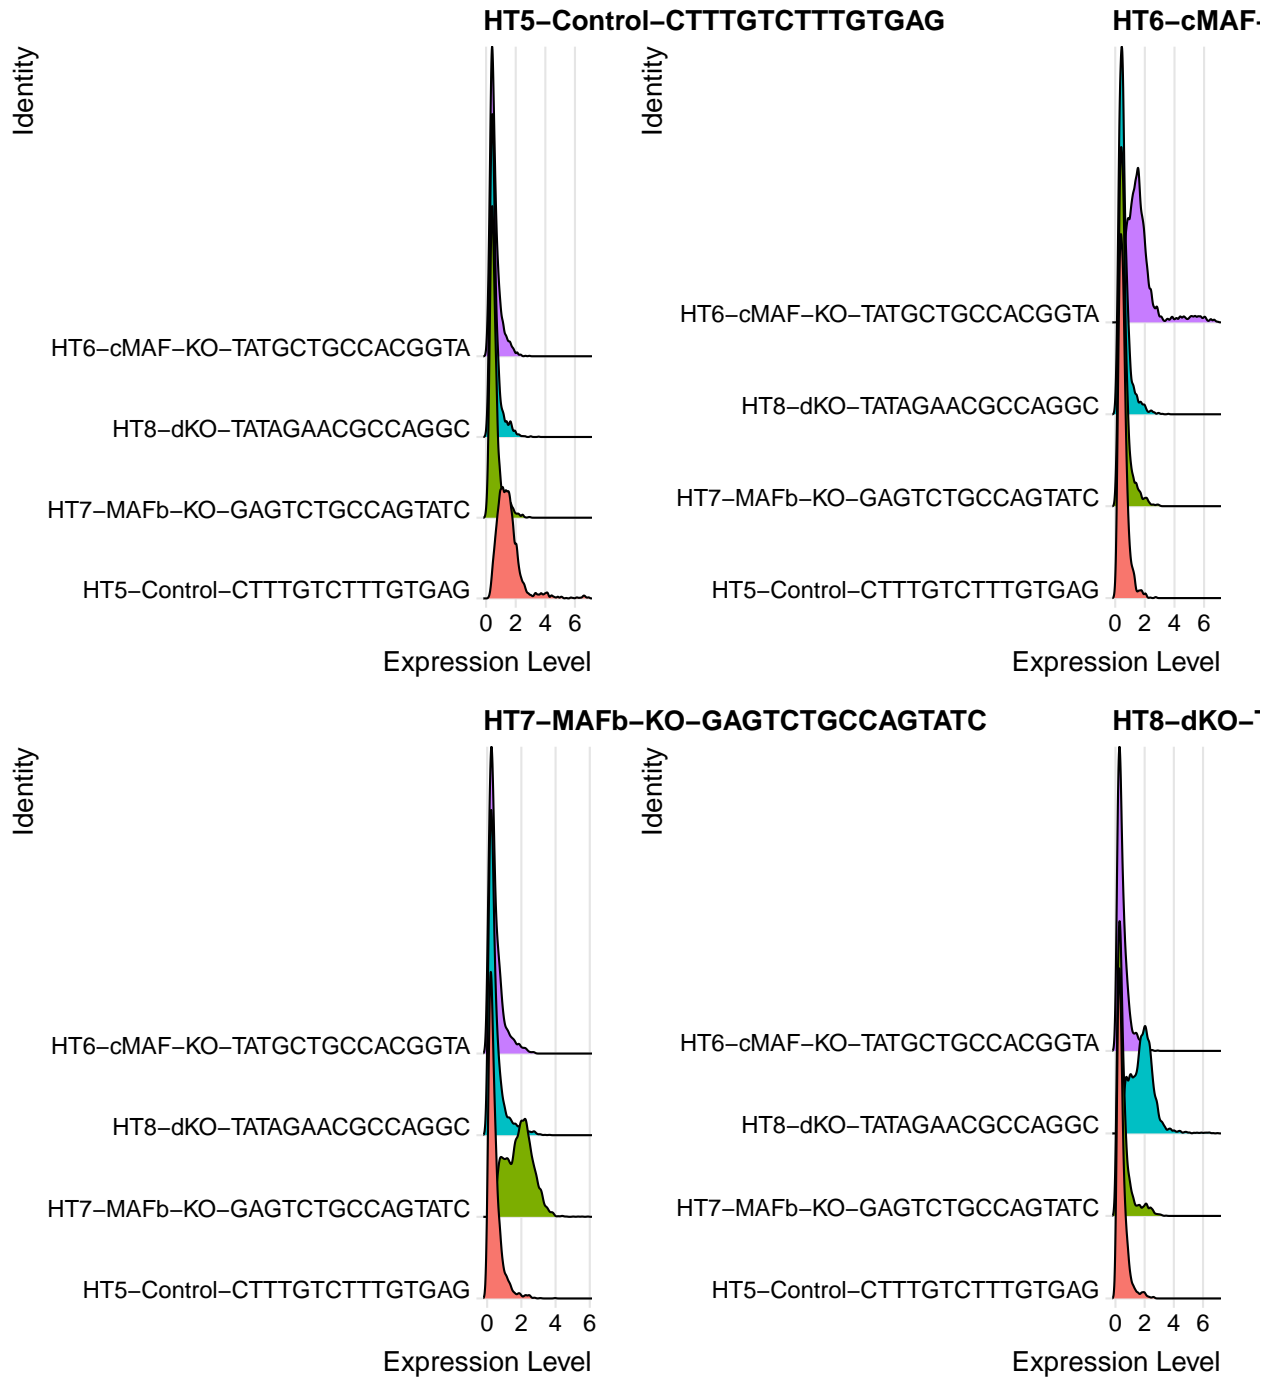 HT5–Control–CTTTGTCTTTGTGAG
Identity
HT6–cMAF–KO–TATGCTGCCACGGTA
HT8–dKO–TATAGAACGCCAGGC
HT7–MAFb–KO–GAGTCTGCCAGTATC
HT5–Control–CTTTGTCTTTGTGAG
0 2 4 6
Expression Level
HT6–cMAF-
Identity
HT6–cMAF–KO–TATGCTGCCACGGTA
HT8–dKO–TATAGAACGCCAGGC
HT7–MAFb–KO–GAGTCTGCCAGTATC
HT5–Control–CTTTGTCTTTGTGAG
0 2 4 6
Expression Level
HT7–MAFb–KO–GAGTCTGCCAGTATC
Identity
HT6–cMAF–KO–TATGCTGCCACGGTA
HT8–dKO–TATAGAACGCCAGGC
HT7–MAFb–KO–GAGTCTGCCAGTATC
HT5–Control–CTTTGTCTTTGTGAG
0 2 4 6
Expression Level
HT8–dKO–
Identity
HT6–cMAF–KO–TATGCTGCCACGGTA
HT8–dKO–TATAGAACGCCAGGC
HT7–MAFb–KO–GAGTCTGCCAGTATC
HT5–Control–CTTTGTCTTTGTGAG
0 2 4 6
Expression Level